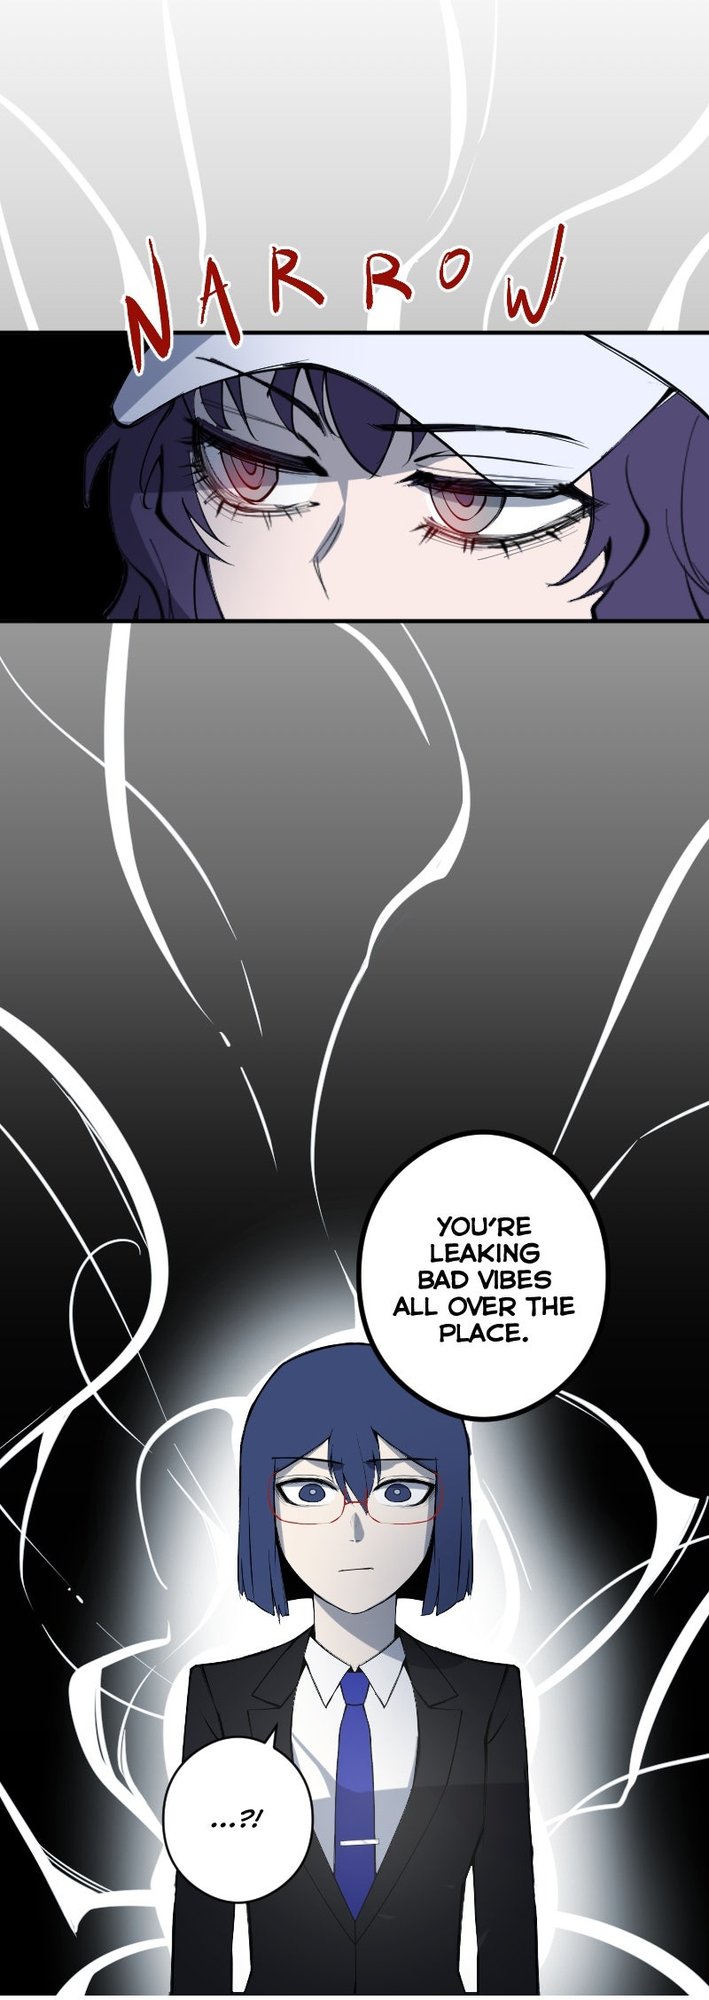 NARROW
YOU'RE
LEAKING
BAD VIBES
ALL OVER THE
PLACE.
...?!